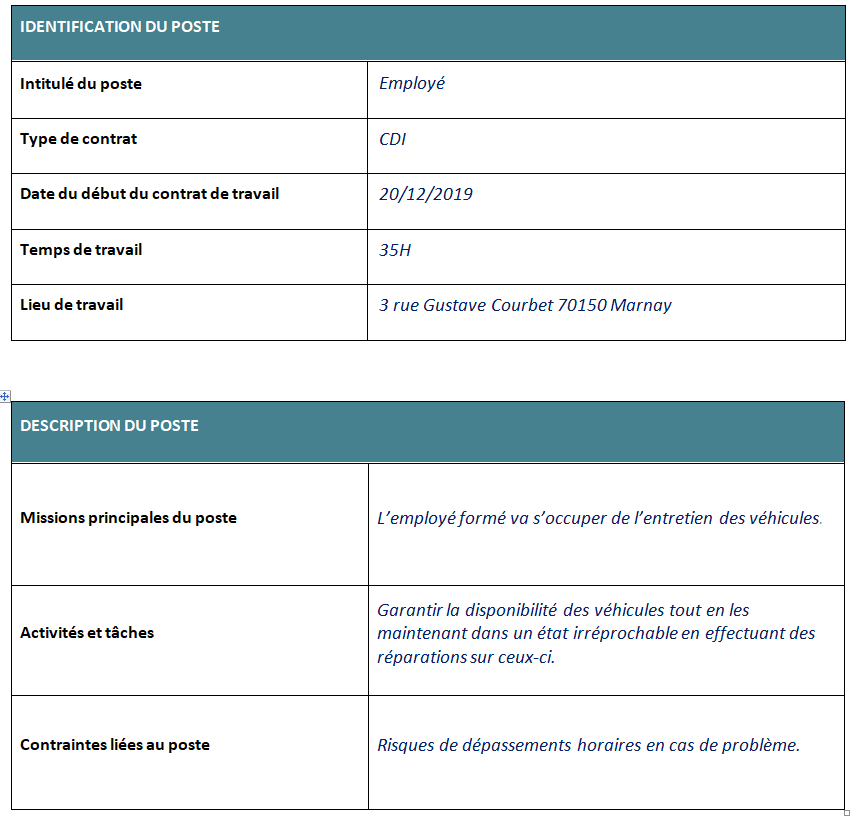 IDENTIFICATION DU POSTE
Intitulé du poste
Employé
Type de contrat
CDI
Date du début du contrat de travail
20/12/2019
Temps de travail
35H
Lieu de travail
3 rue Gustave Courbet 70150 Marnay
DESCRIPTION DU POSTE
Missions principales du poste
L’employé formé va s’occuper de l’entretien des véhicules.
Activités et tâches
Garantir la disponibilité des véhicules tout en les
maintenant dans un état irréprochable en effectuant des
réparations sur ceux-ci.
Contraintes liées au poste
Risques de dépassements horaires en cas de problème.